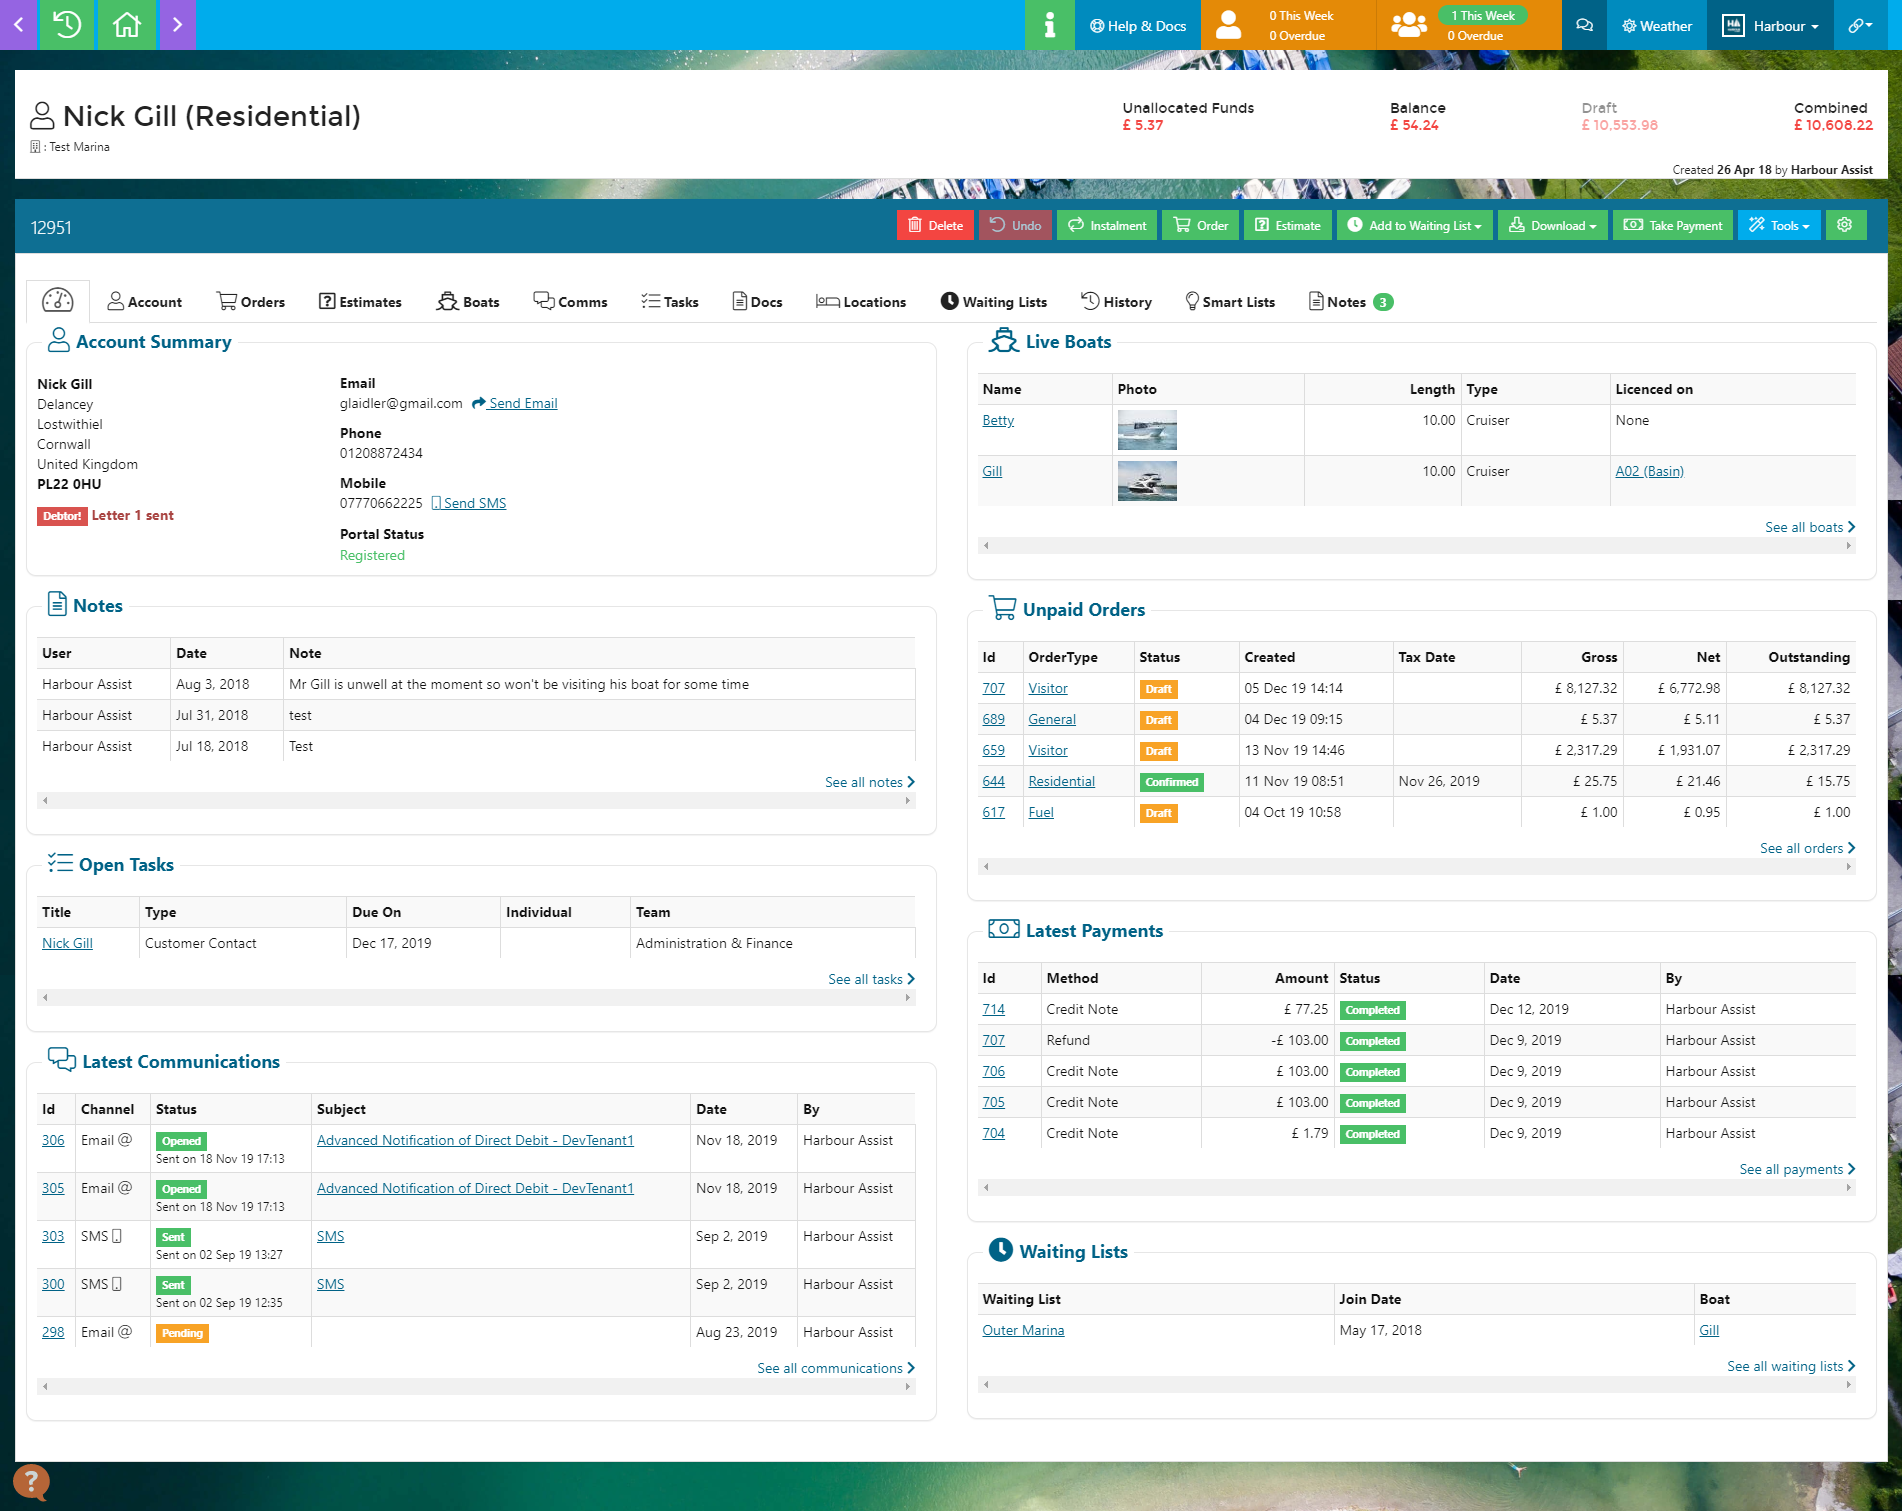 Help & Docs
0 This Week
0 Overdue
1 This Week
0 Overdue
Weather
Harbour
Nick Gill (Residential)
: Test Marina
Unallocated Funds
£ 5.37
Balance
£ 54.24
Draft
£ 10,553.98
Combined
£ 10,608.22
Created 26 Apr 18 by Harbour Assist
12951
Delete
Undo
Instalment
Order
Estimate
Add to Waiting List
Download
Take Payment
Tools
Account
Orders
Estimates
Boats
Comms
Tasks
Docs
Locations
Waiting Lists
History
Smart Lists
Notes 3
Account Summary
Nick Gill
Delancey
Lostwithiel
Cornwall
United Kingdom
PL22 0HU
Debtor! Letter 1 sent
Email
glaidler@gmail.com Send Email
Phone
01208872434
Mobile
07770662225 Send SMS
Portal Status
Registered
Notes
User Date Note
Harbour Assist Aug 3, 2018 Mr Gill is unwell at the moment so won't be visiting his boat for some time
Harbour Assist Jul 31, 2018 test
Harbour Assist Jul 18, 2018 Test
See all notes
Open Tasks
Title Type Due On Individual Team
Nick Gill Customer Contact Dec 17, 2019 Administration & Finance
See all tasks
Latest Communications
Id Channel Status Subject Date By
306 Email @ Opened Advanced Notification of Direct Debit - DevTenant1 Nov 18, 2019 Harbour Assist
Sent on 18 Nov 19 17:13
305 Email @ Opened Advanced Notification of Direct Debit - DevTenant1 Nov 18, 2019 Harbour Assist
Sent on 18 Nov 19 17:13
303 SMS Sent SMS Sep 2, 2019 Harbour Assist
Sent on 02 Sep 19 13:27
300 SMS Sent SMS Sep 2, 2019 Harbour Assist
Sent on 02 Sep 19 12:35
298 Email @ Pending Aug 23, 2019 Harbour Assist
See all communications
Live Boats
Name Photo Length Type Licenced on
Betty 10.00 Cruiser None
Gill 10.00 Cruiser A02 (Basin)
See all boats
Unpaid Orders
Id OrderType Status Created Tax Date Gross Net Outstanding
707 Visitor Draft 05 Dec 19 14:14 £ 8,127.32 £ 6,772.98 £ 8,127.32
689 General Draft 04 Dec 19 09:15 £ 5.37 £ 5.11 £ 5.37
659 Visitor Draft 13 Nov 19 14:46 £ 2,317.29 £ 1,931.07 £ 2,317.29
644 Residential Confirmed 11 Nov 19 08:51 Nov 26, 2019 £ 25.75 £ 21.46 £ 15.75
617 Fuel Draft 04 Oct 19 10:58 £ 1.00 £ 0.95 £ 1.00
See all orders
Latest Payments
Id Method Amount Status Date By
714 Credit Note £ 77.25 Completed Dec 12, 2019 Harbour Assist
707 Refund -£ 103.00 Completed Dec 9, 2019 Harbour Assist
706 Credit Note £ 103.00 Completed Dec 9, 2019 Harbour Assist
705 Credit Note £ 103.00 Completed Dec 9, 2019 Harbour Assist
704 Credit Note £ 1.79 Completed Dec 9, 2019 Harbour Assist
See all payments
Waiting Lists
Waiting List Join Date Boat
Outer Marina May 17, 2018 Gill
See all waiting lists
?